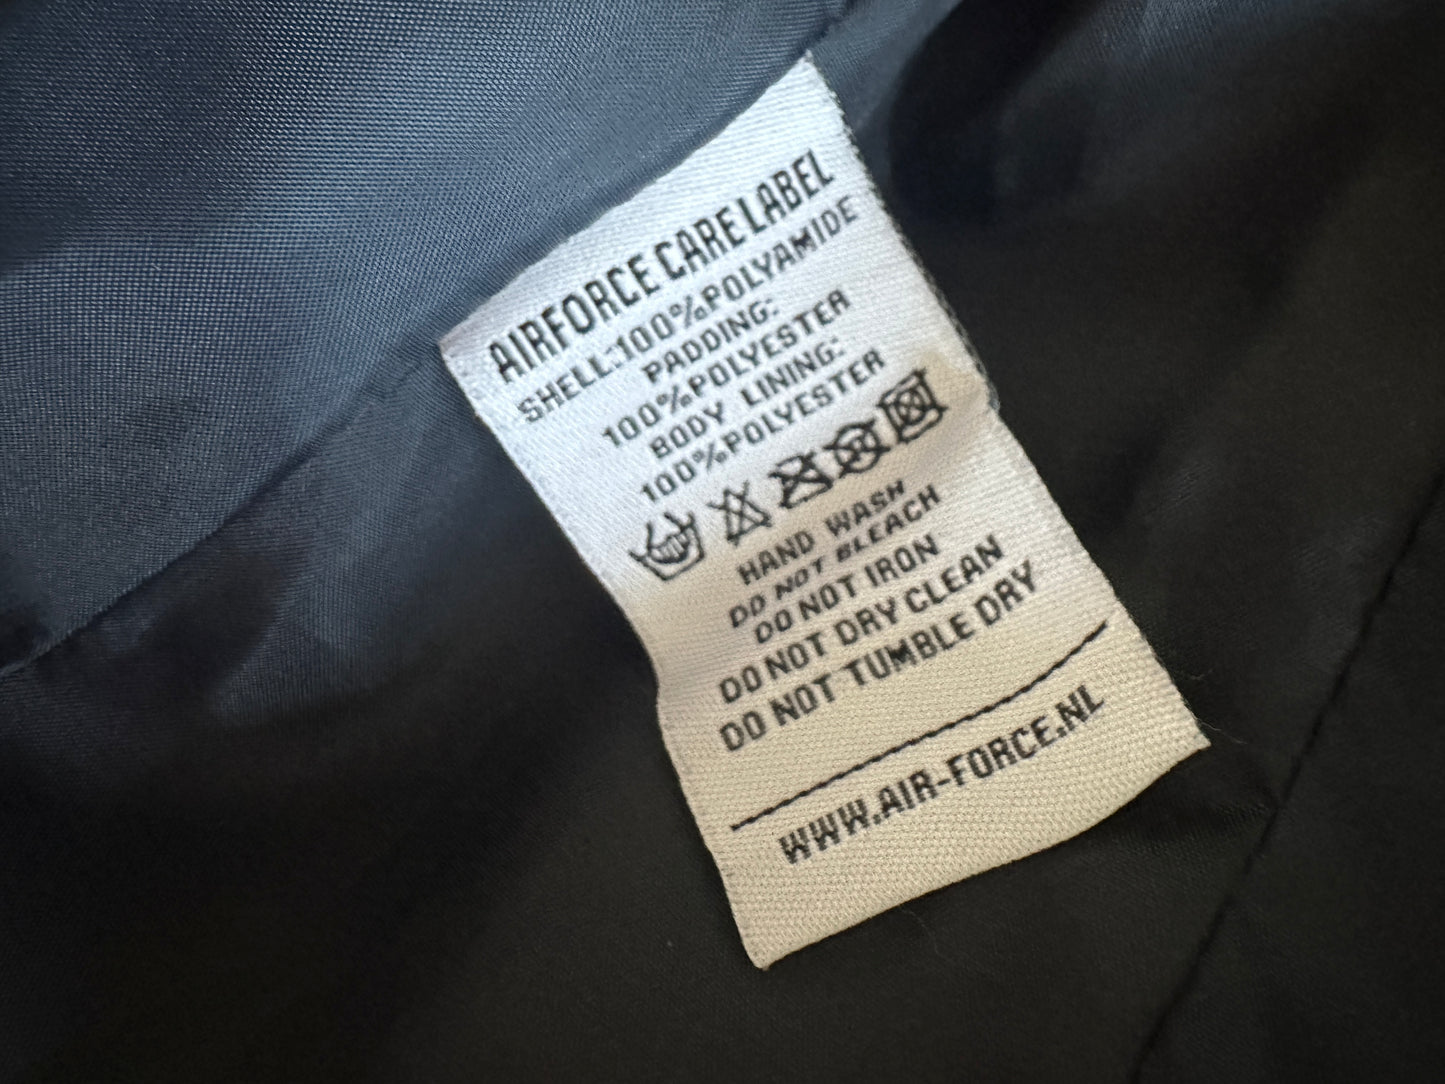 AIRFORCE CARE LABEL
SHELL:100%POLYAMIDE
PADDING:
100%POLYESTER
BODY LINING:
100%POLYESTER
HAND WASH
DO NOT BLEACH
DO NOT IRON
DO NOT DRY CLEAN
DO NOT TUMBLE DRY
WWW.AIR-FORCE.NL